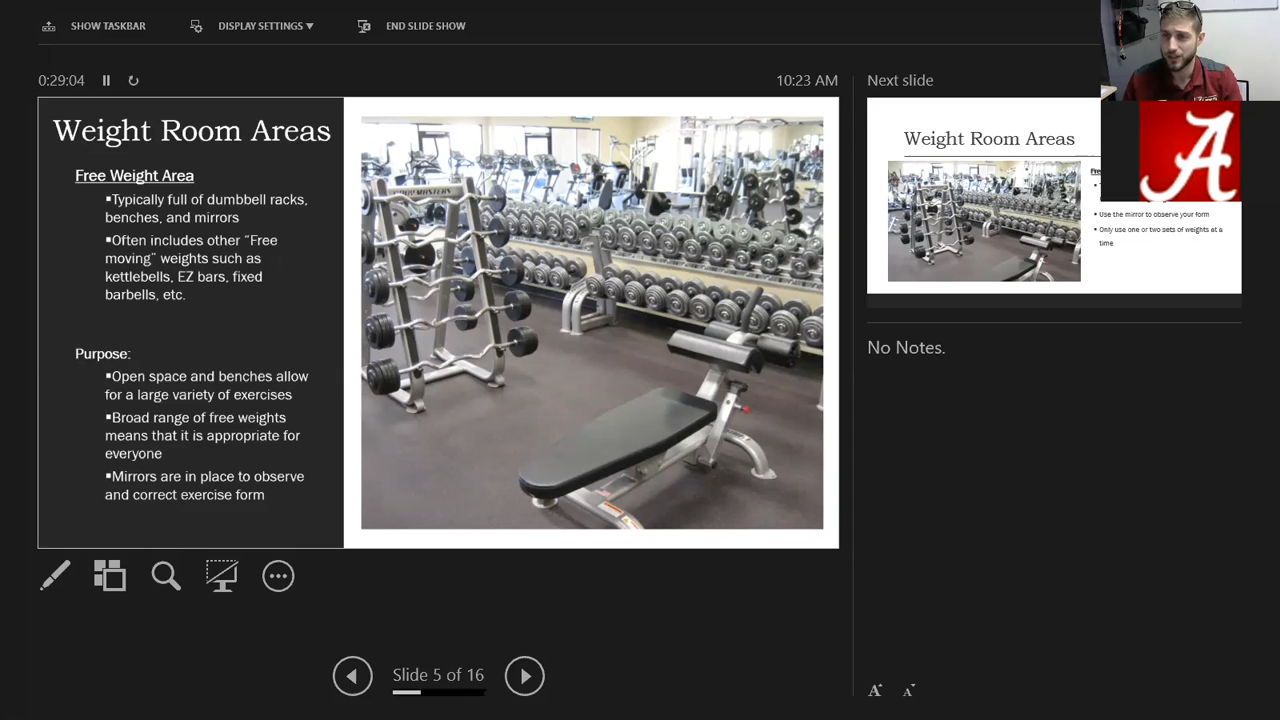 SHOW TASKBAR
DISPLAY SETTINGS ▼
END SLIDE SHOW
0:29:04
10:23 AM
Weight Room Areas
Free Weight Area
▪Typically full of dumbbell racks,
benches, and mirrors
▪Often includes other “Free
moving” weights such as
kettlebells, EZ bars, fixed
barbells, etc.
Purpose:
▪Open space and benches allow
for a large variety of exercises
▪Broad range of free weights
means that it is appropriate for
everyone
▪Mirrors are in place to observe
and correct exercise form
Slide 5 of 16
Next slide
A
Weight Room Areas
▪ Use the mirror to observe your form
▪ Only use one or two sets of weights at a
time
No Notes.
A
A